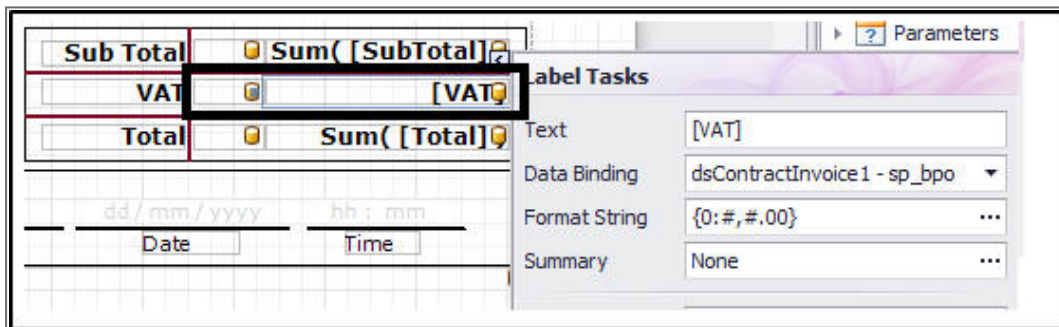 Parameters
Sub Total Sum( [SubTotal]
VAT [VAT]
Total Sum( [Total]
dd / mm / yyyy hh : mm
Date Time
Label Tasks
Text [VAT]
Data Binding dsContractInvoice1 - sp_bpo
Format String {0:#,#.00}
Summary None